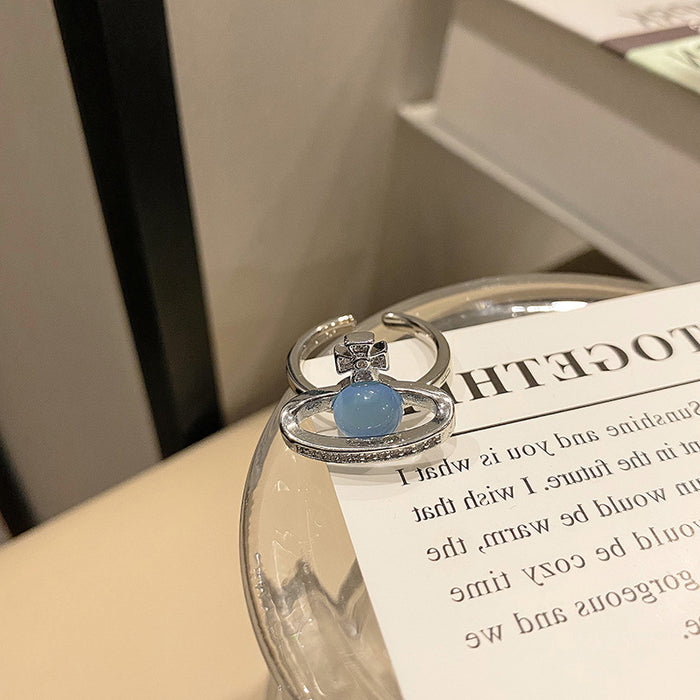 TOGETH
Sunshine and you is what I
in the future. I wish that
would be warm, the
be cozy time
gorgeous and we